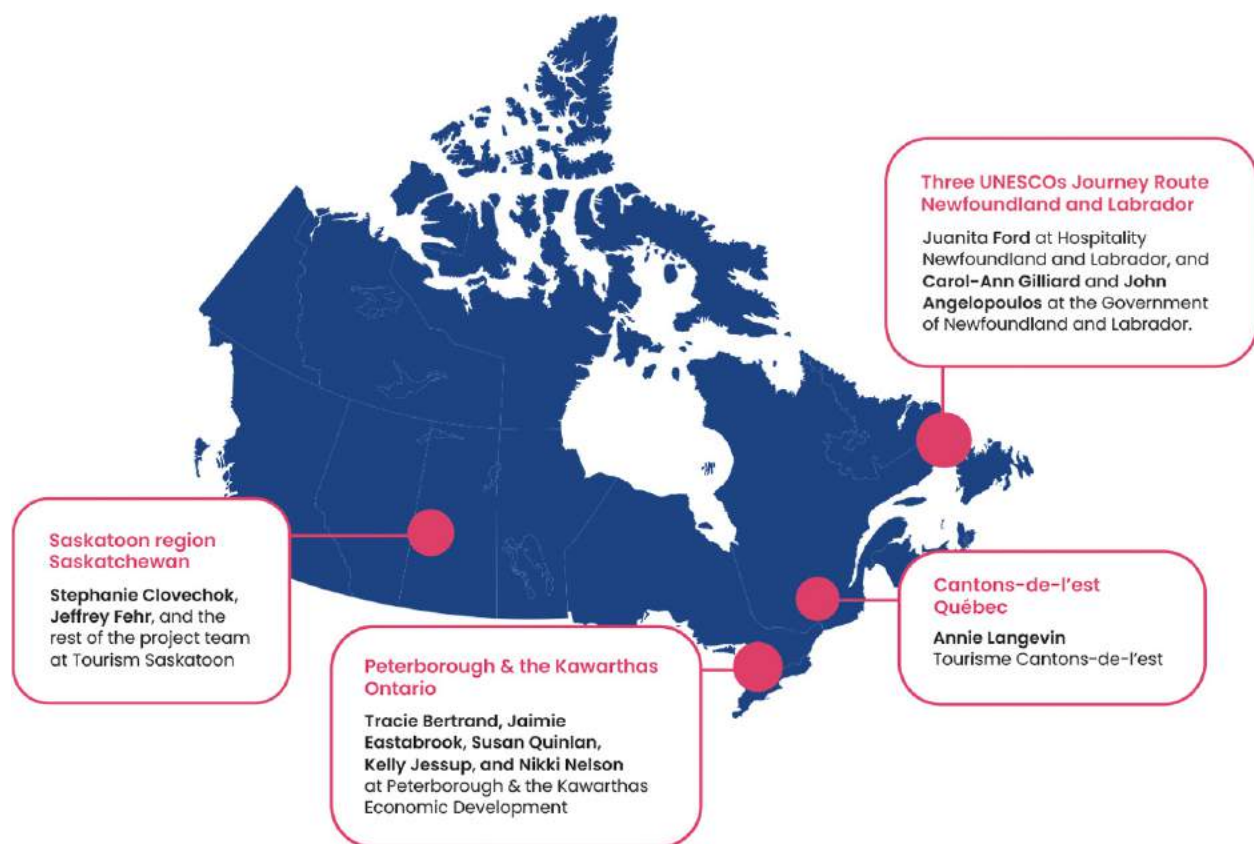 Three UNESCOs Journey Route
Newfoundland and Labrador
Juanita Ford at Hospitality
Newfoundland and Labrador, and
Carol-Ann Gilliard and John
Angelopoulos at the Government
of Newfoundland and Labrador.
Saskatoon region
Saskatchewan
Stephanie Clovechok,
Jeffrey Fehr, and the
rest of the project team
at Tourism Saskatoon
Cantons-de-l’est
Québec
Annie Langevin
Tourisme Cantons-de-l’est
Peterborough & the Kawarthas
Ontario
Tracie Bertrand, Jaimie
Eastabrook, Susan Quinlan,
Kelly Jessup, and Nikki Nelson
at Peterborough & the Kawarthas
Economic Development